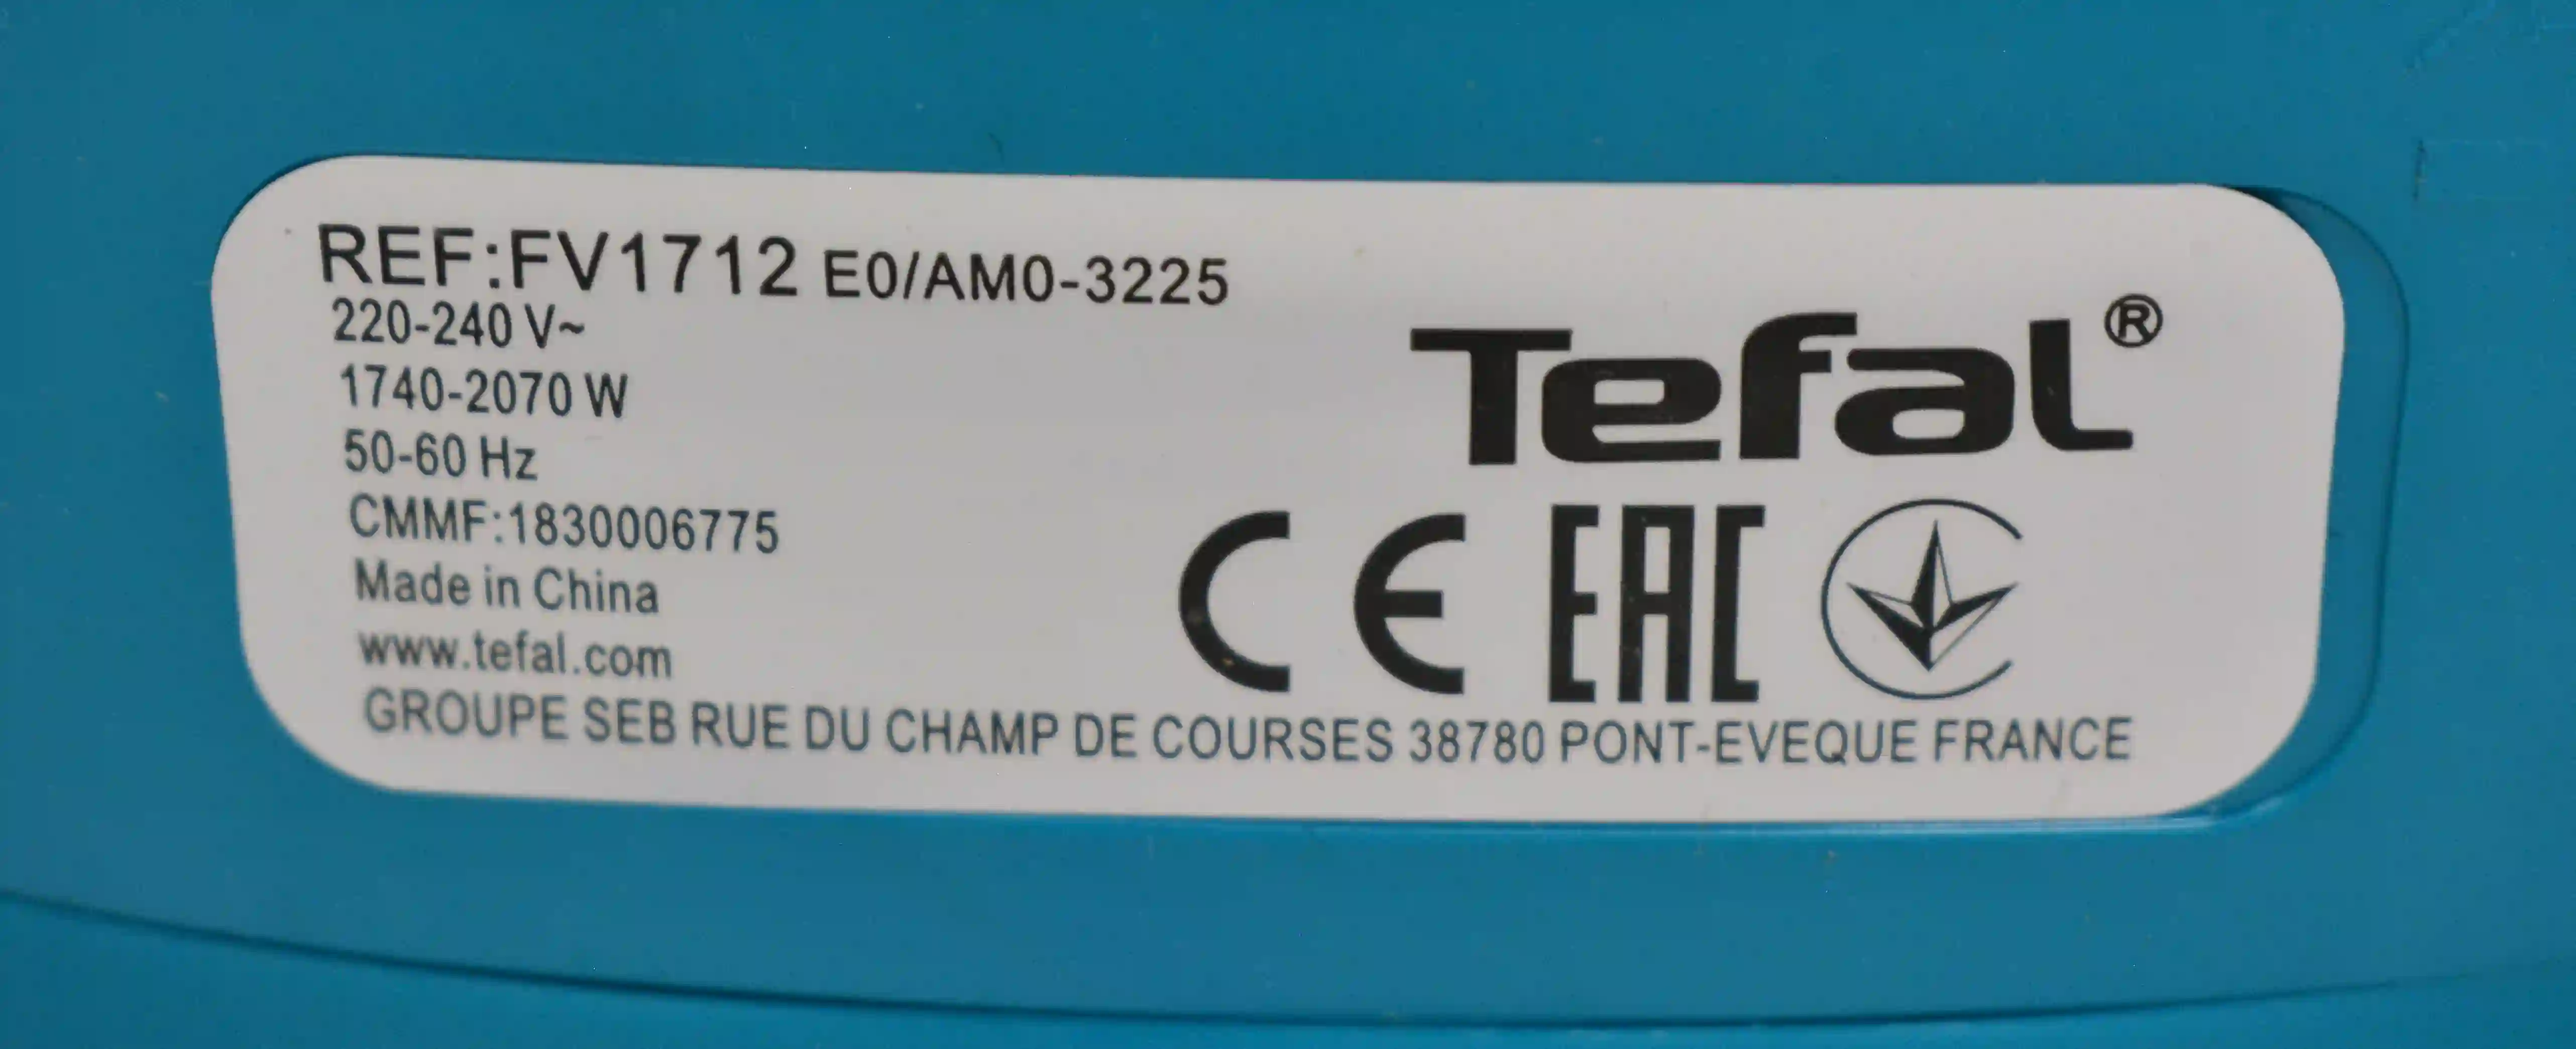 REF:FV1712 E0/AM0-3225
220-240 V~
1740-2070 W
50-60 Hz
CMMF:1830006775
Made in China
www.tefal.com
GROUPE SEB RUE DU CHAMP DE COURSES 38780 PONT-EVEQUE FRANCE
Tefal®
CE EAC